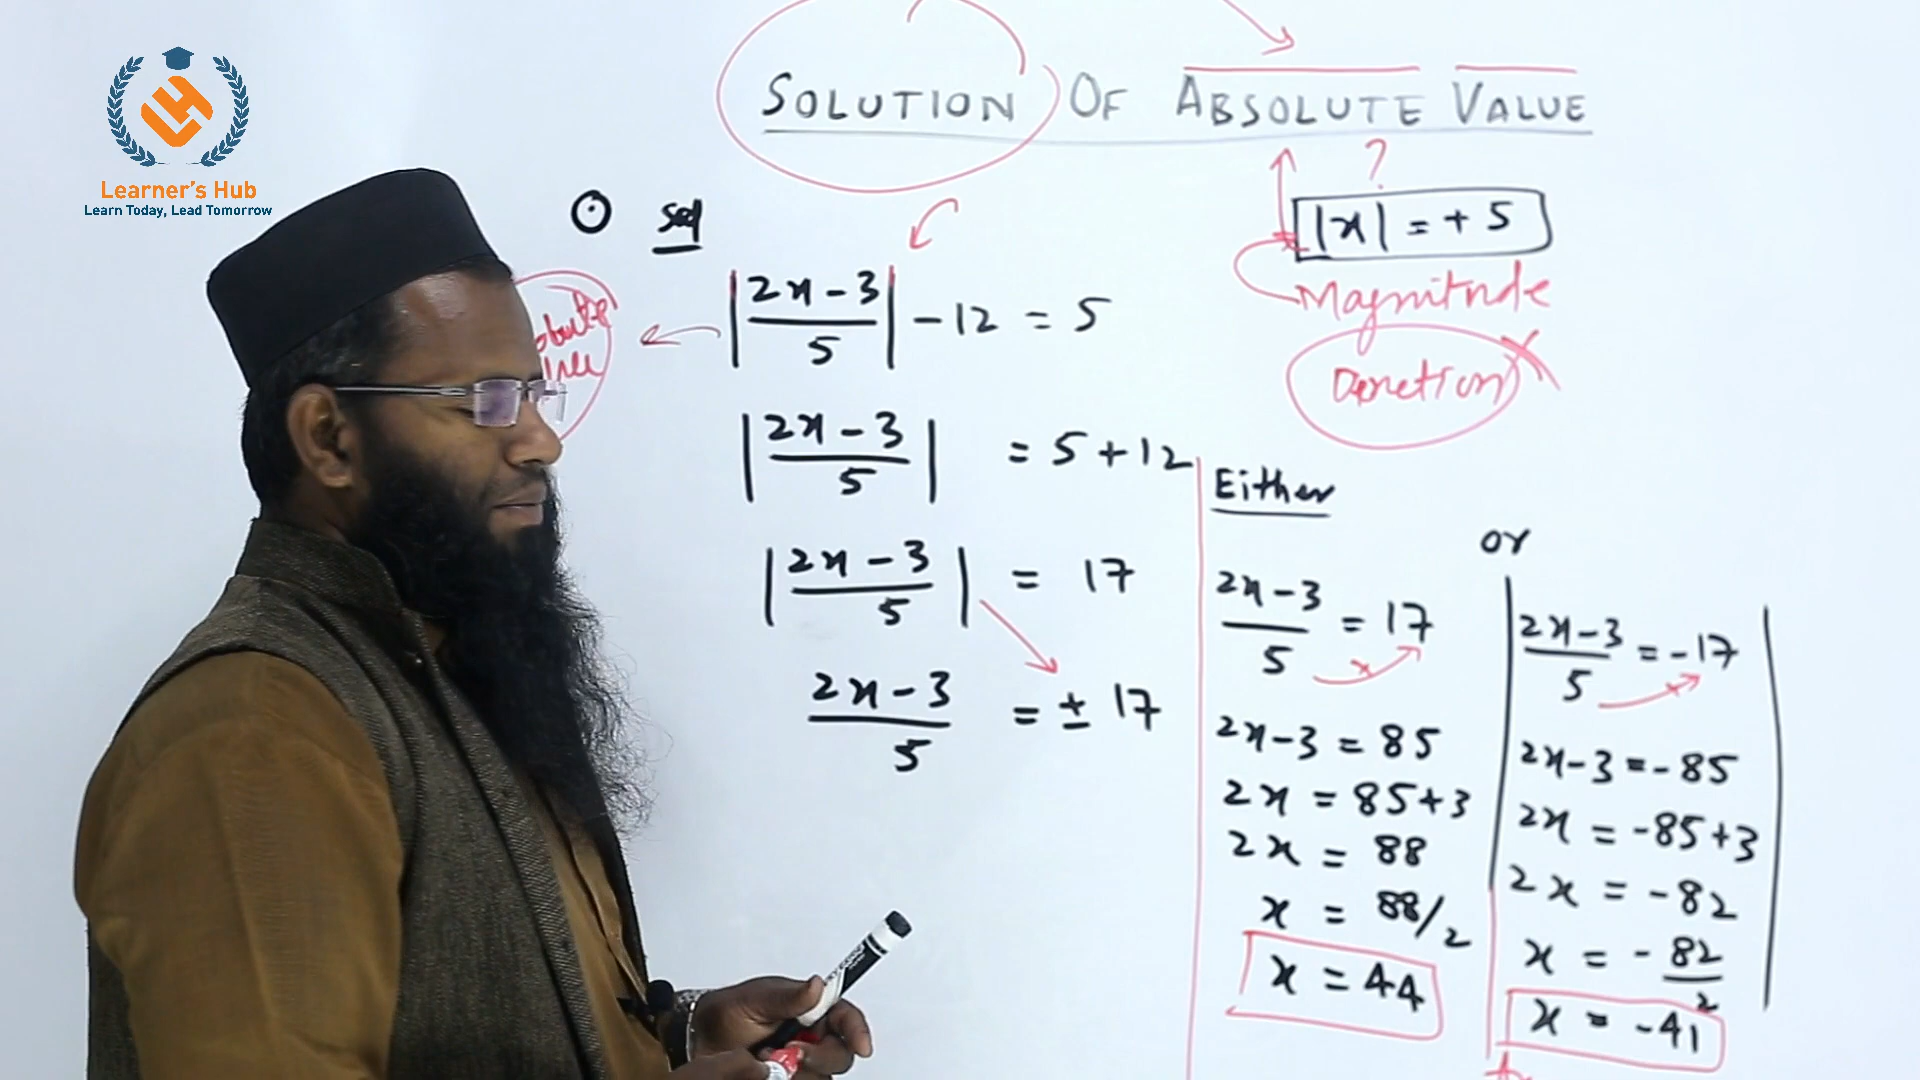 Learner's Hub
Learn Today, Lead Tomorrow
SOLUTION OF ABSOLUTE VALUE
?
|x| = + 5
Magnitude
|2x - 3 / 5| - 12 = 5
|2x - 3 / 5| = 5 + 12
|2x - 3 / 5| = 17
2x - 3 / 5 = ± 17
Either
2x - 3 / 5 = 17
2x - 3 = 85
2x = 85 + 3
2x = 88
x = 88/2
x = 44
or
2x - 3 / 5 = -17
2x - 3 = - 85
2x = -85 + 3
2x = -82
x = - 82 / 2
x = -41